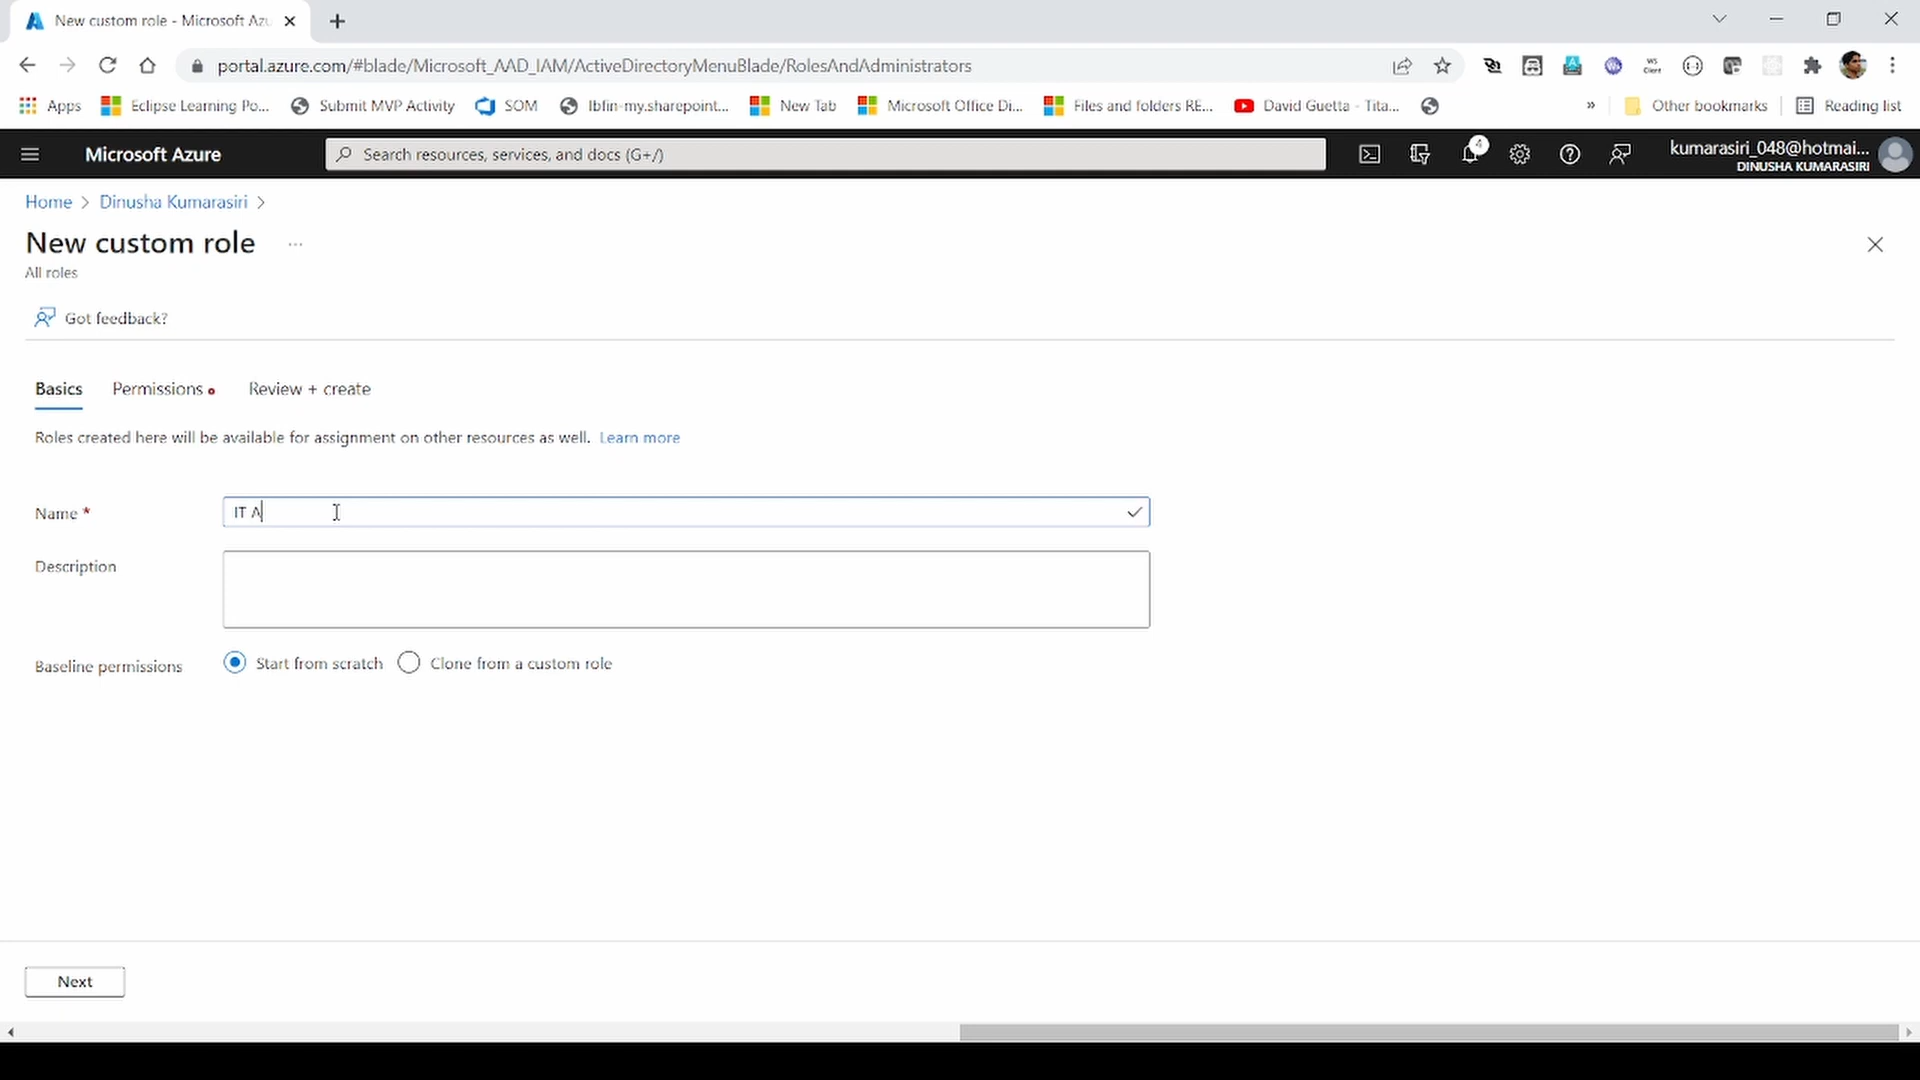 New custom role - Microsoft Azu
portal.azure.com/#blade/Microsoft_AAD_IAM/ActiveDirectoryMenuBlade/RolesAndAdministrators
Apps Eclipse Learning Po... Submit MVP Activity SOM lbfin-my.sharepoint... New Tab Microsoft Office Di... Files and folders RE... David Guetta - Tita... » Other bookmarks Reading list
Microsoft Azure Search resources, services, and docs (G+/) 4 kumarasiri_048@hotmai...
DINUSHA KUMARASIRI
Home > Dinusha Kumarasiri >
New custom role ...
All roles
Got feedback?
Basics Permissions Review + create
Roles created here will be available for assignment on other resources as well. Learn more
Name * IT A
Description
Baseline permissions Start from scratch Clone from a custom role
Next